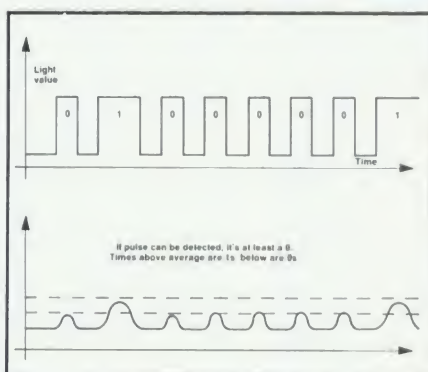 Light
value
0 1 0 0 0 0 0 1
Time
If pulse can be detected, it's at least a 0.
Times above average are 1s below are 0s